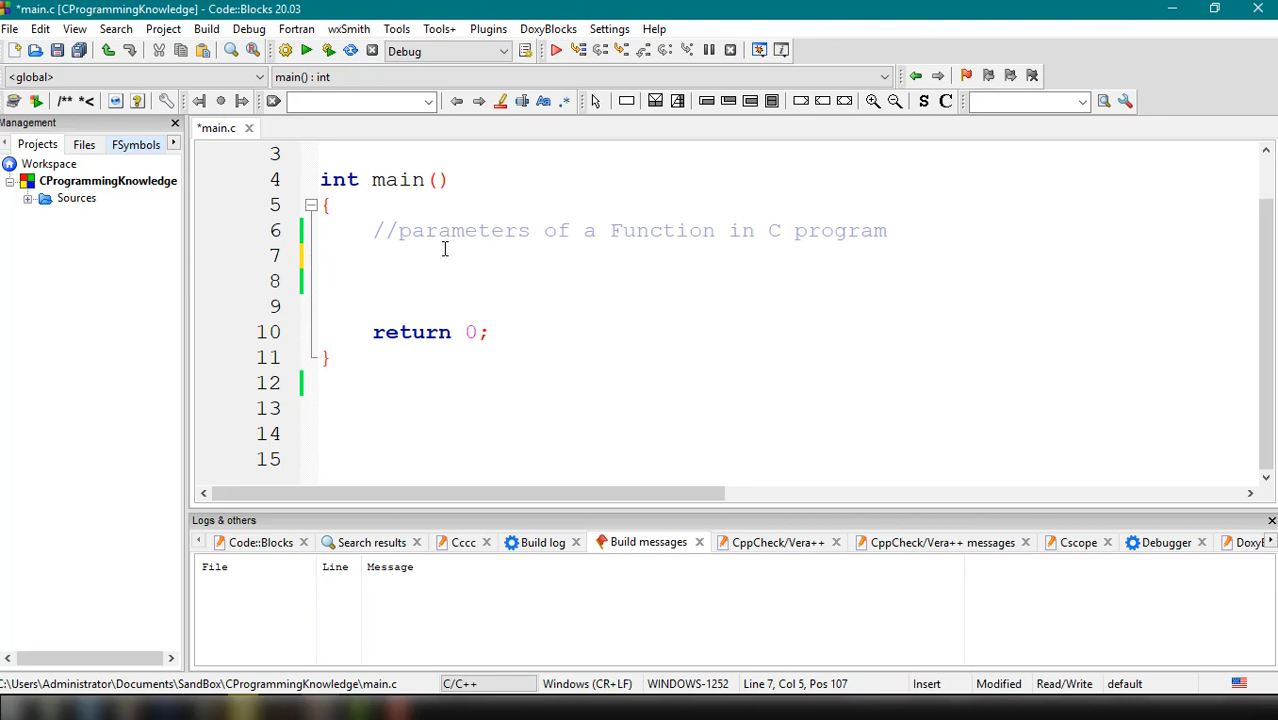 *main.c [CProgrammingKnowledge] - Code::Blocks 20.03
File Edit View Search Project Build Debug Fortran wxSmith Tools Tools+ Plugins DoxyBlocks Settings Help
Debug
<global> main() : int
/** *< S C
Management *main.c
Projects Files FSymbols
Workspace
CProgrammingKnowledge
Sources
3
4 int main()
5 {
6 //parameters of a Function in C program
7
8
9
10 return 0;
11 }
12
13
14
15
Logs & others
Code::Blocks Search results Cccc Build log Build messages CppCheck/Vera++ CppCheck/Vera++ messages Cscope Debugger DoxyB
File Line Message
C:\Users\Administrator\Documents\SandBox\CProgrammingKnowledge\main.c C/C++ Windows (CR+LF) WINDOWS-1252 Line 7, Col 5, Pos 107 Insert Modified Read/Write default